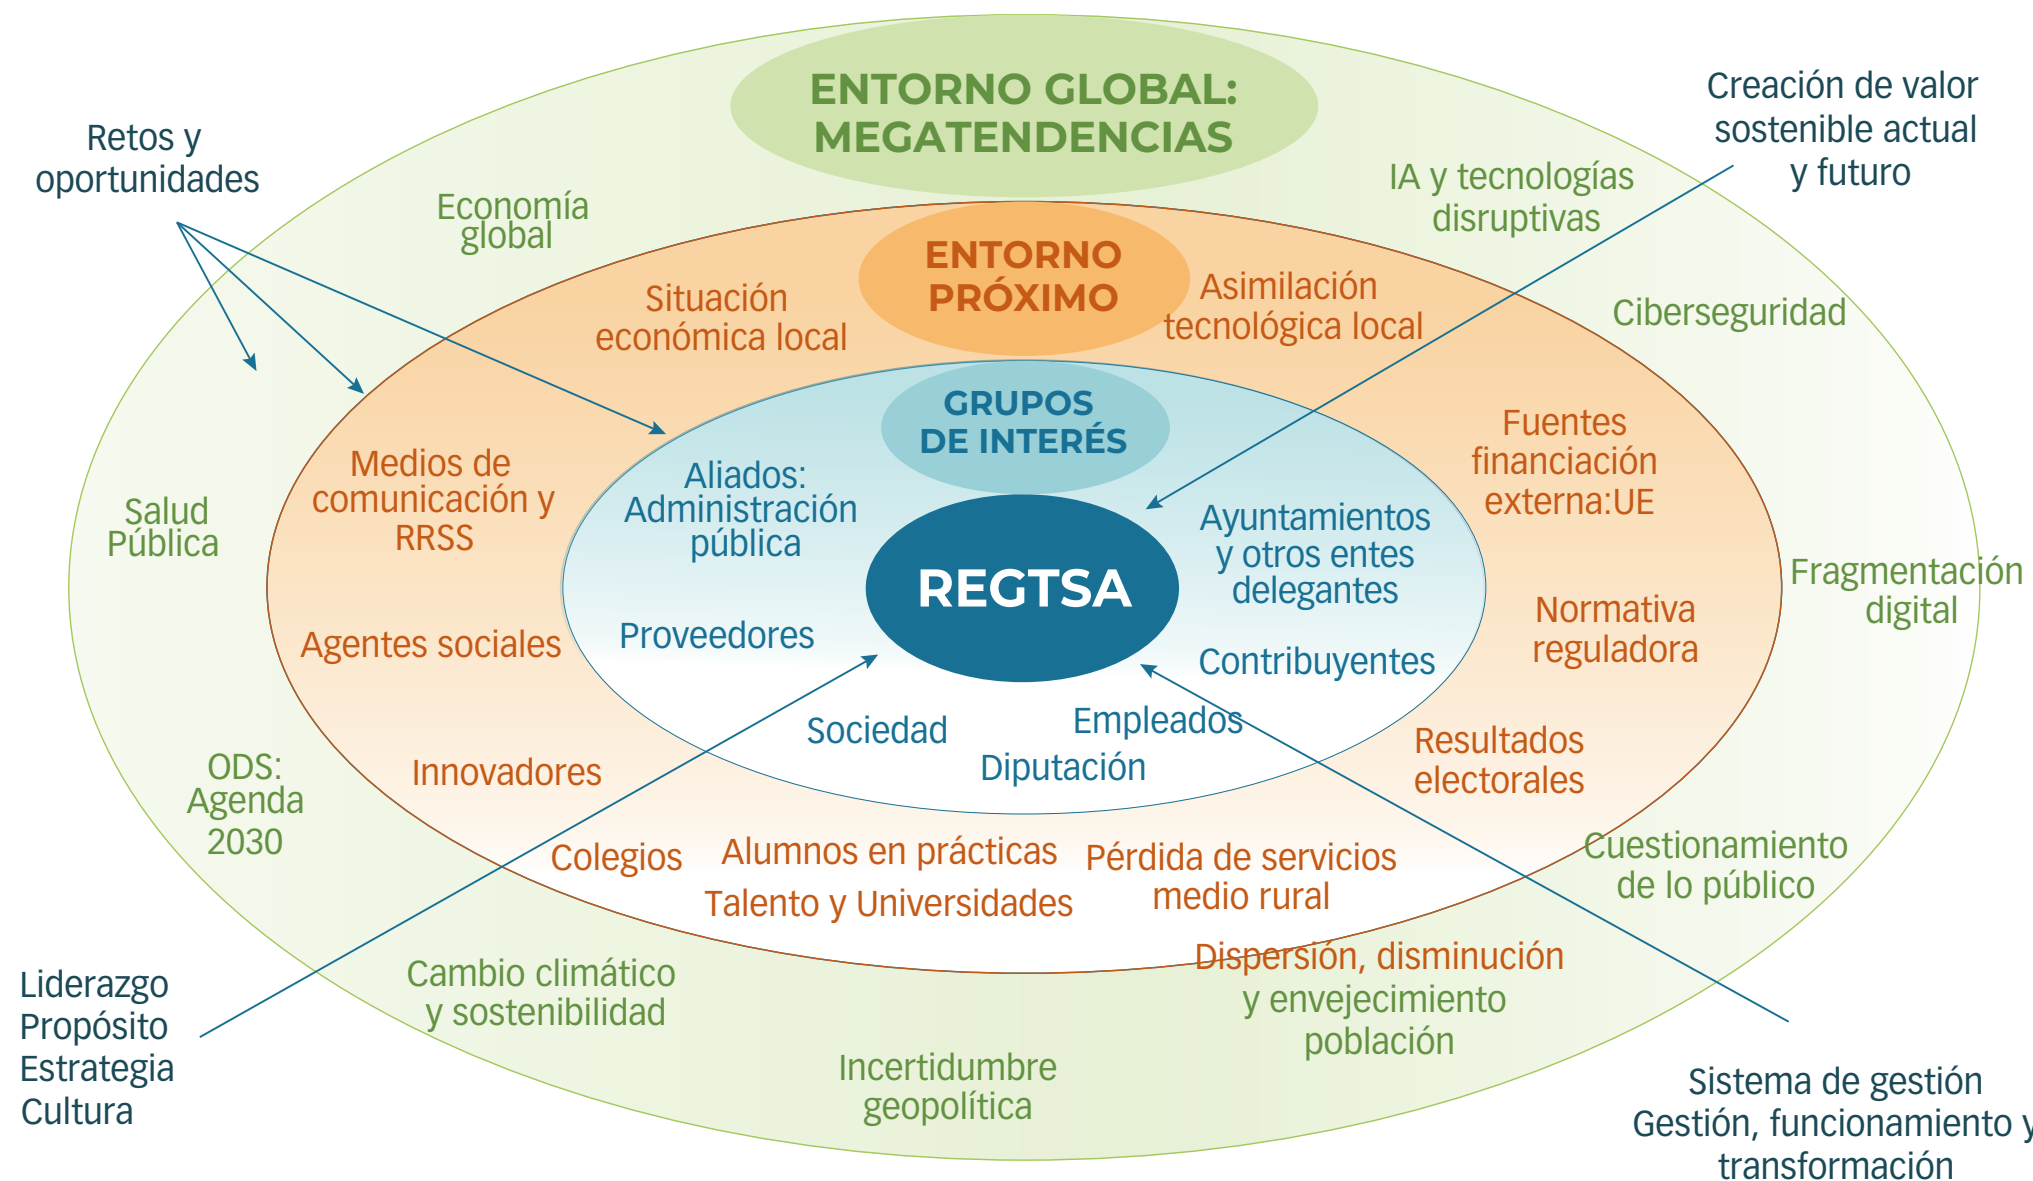 ENTORNO GLOBAL:
MEGATENDENCIAS
Retos y
oportunidades
Creación de valor
sostenible actual
y futuro
Economía
global
IA y tecnologías
disruptivas
Ciberseguridad
ENTORNO
PRÓXIMO
Situación
económica local
Asimilación
tecnológica local
GRUPOS
DE INTERÉS
Fuentes
financiación
externa:UE
Medios de
comunicación y
RRSS
Aliados:
Administración
pública
Salud
Pública
Ayuntamientos
y otros entes
delegantes
REGTSA
Fragmentación
digital
Normativa
reguladora
Agentes sociales
Proveedores
Contribuyentes
Sociedad
Empleados
Diputación
Resultados
electorales
Innovadores
ODS:
Agenda
2030
Colegios
Alumnos en prácticas
Talento y Universidades
Pérdida de servicios
medio rural
Cuestionamiento
de lo público
Dispersión, disminución
y envejecimiento
población
Cambio climático
y sostenibilidad
Incertidumbre
geopolítica
Liderazgo
Propósito
Estrategia
Cultura
Sistema de gestión
Gestión, funcionamiento y
transformación